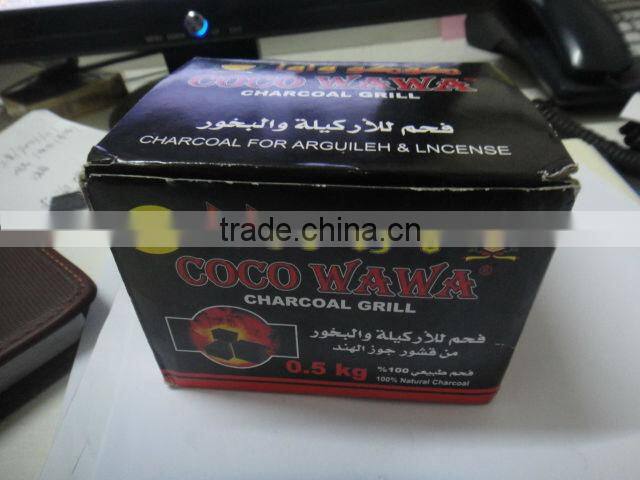 COCO WAWA
CHARCOAL GRILL
فحم للأركيلة والبخور
CHARCOAL FOR ARGUILEH & LNCENSE
trade.china.cn
COCO WAWA®
CHARCOAL GRILL
فحم للأركيلة والبخور
من قشور جوز الهند
0.5 kg
فحم طبيعي 100%
100% Natural Charcoal